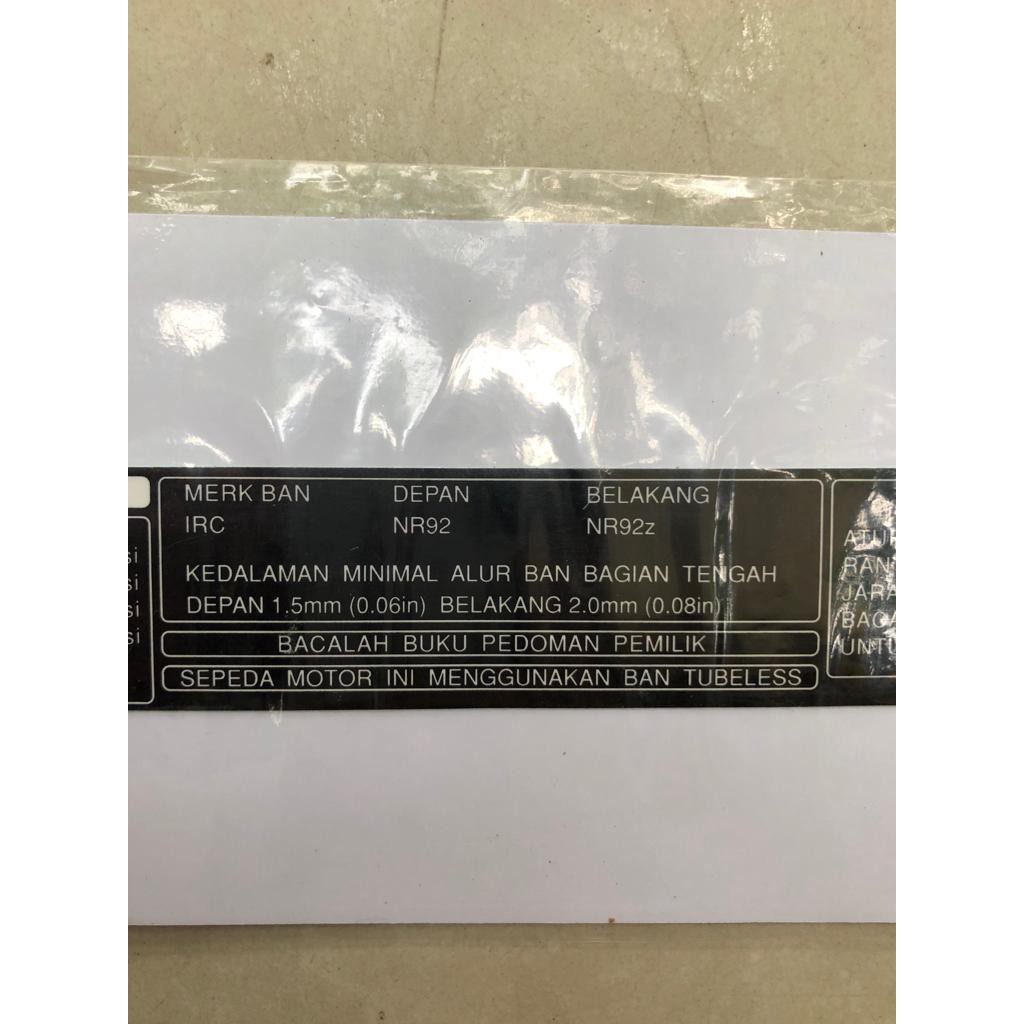 MERK BAN DEPAN BELAKANG
IRC NR92 NR92z
KEDALAMAN MINIMAL ALUR BAN BAGIAN TENGAH
DEPAN 1.5mm (0.06in) BELAKANG 2.0mm (0.08in)
BACALAH BUKU PEDOMAN PEMILIK
SEPEDA MOTOR INI MENGGUNAKAN BAN TUBELESS